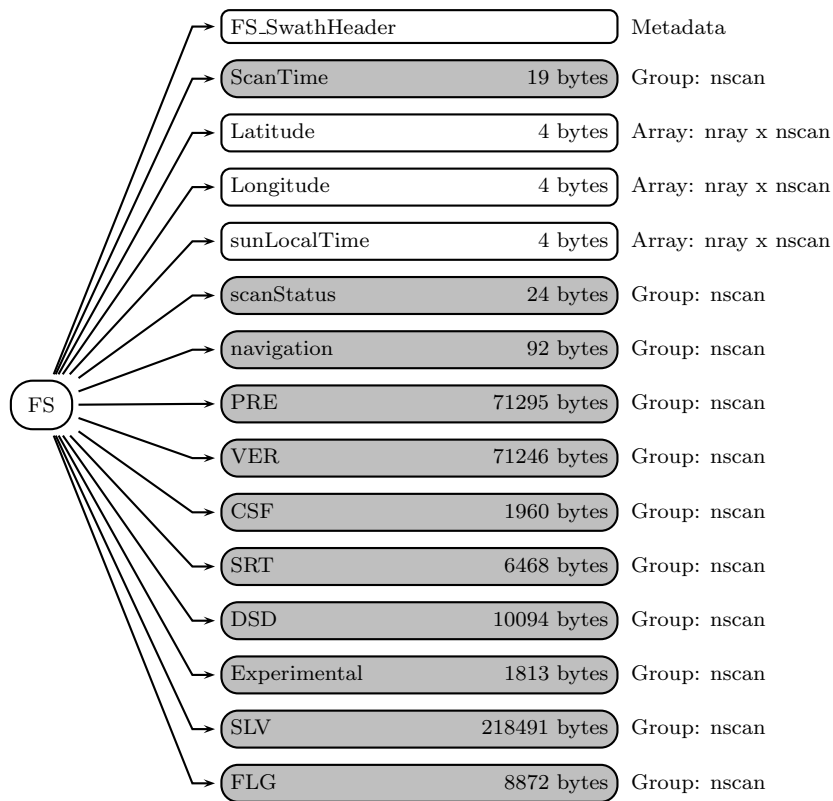 FS_SwathHeader Metadata
ScanTime 19 bytes Group: nscan
Latitude 4 bytes Array: nray x nscan
Longitude 4 bytes Array: nray x nscan
sunLocalTime 4 bytes Array: nray x nscan
scanStatus 24 bytes Group: nscan
navigation 92 bytes Group: nscan
FS
PRE 71295 bytes Group: nscan
VER 71246 bytes Group: nscan
CSF 1960 bytes Group: nscan
SRT 6468 bytes Group: nscan
DSD 10094 bytes Group: nscan
Experimental 1813 bytes Group: nscan
SLV 218491 bytes Group: nscan
FLG 8872 bytes Group: nscan